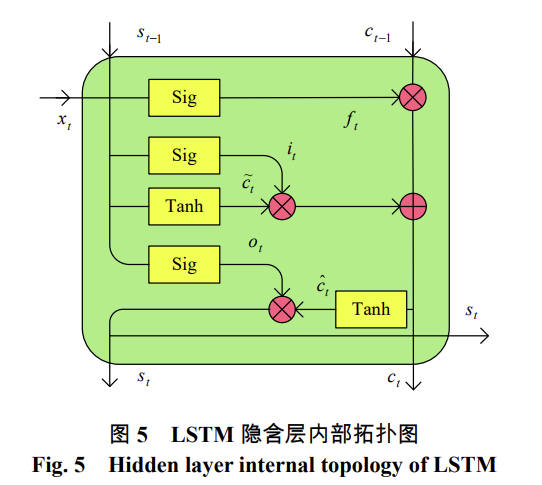 s_{t-1}
c_{t-1}
x_t
Sig
f_t
Sig
i_t
Tanh
c̃_t
Sig
o_t
ĉ_t
Tanh
s_t
s_t
c_t
图 5 LSTM 隐含层内部拓扑图
Fig. 5 Hidden layer internal topology of LSTM